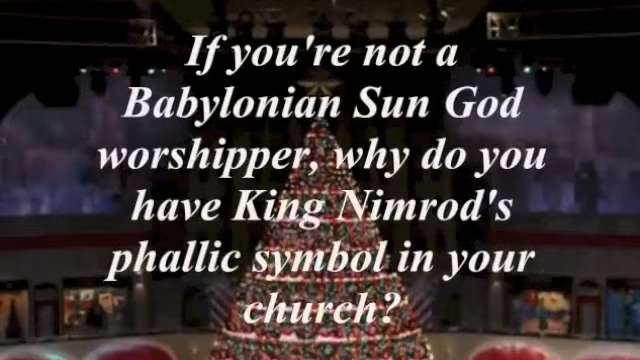 If you're not a
Babylonian Sun God
worshipper, why do you
have King Nimrod's
phallic symbol in your
church?